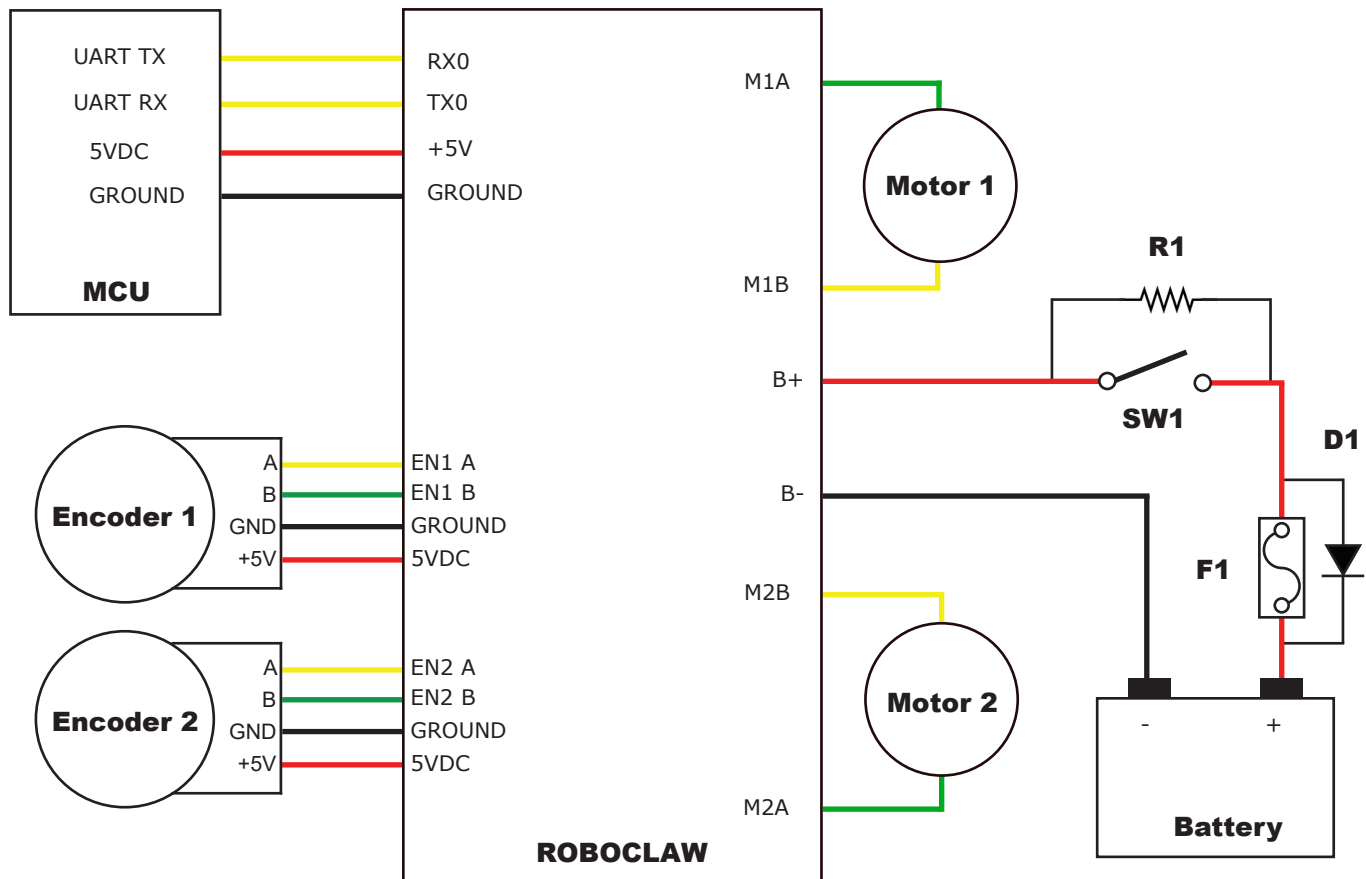 UART TX
UART RX
5VDC
GROUND
MCU
RX0
TX0
+5V
GROUND
M1A
Motor 1
M1B
R1
B+
SW1
D1
B-
F1
Encoder 1
A
B
GND
+5V
EN1 A
EN1 B
GROUND
5VDC
Encoder 2
A
B
GND
+5V
EN2 A
EN2 B
GROUND
5VDC
M2B
Motor 2
M2A
- +
Battery
ROBOCLAW